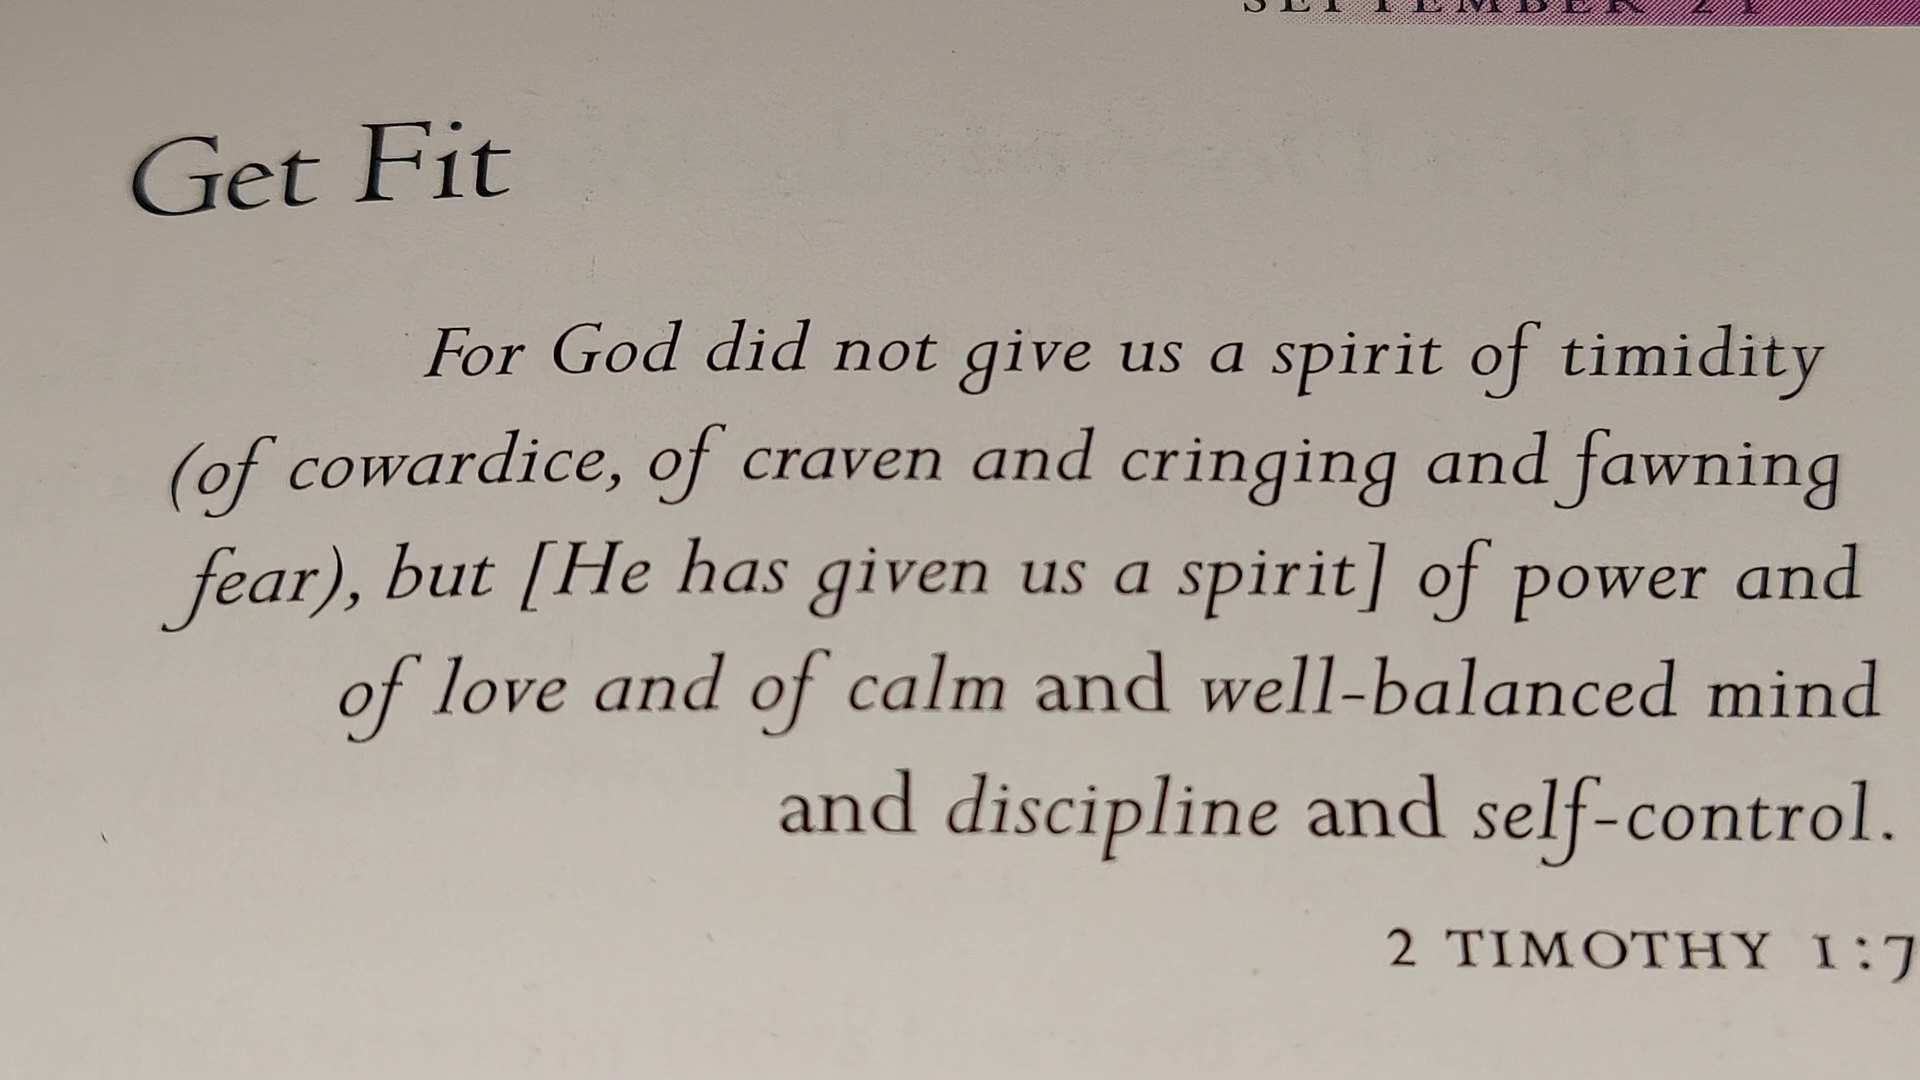 SEPTEMBER 21
Get Fit
For God did not give us a spirit of timidity
(of cowardice, of craven and cringing and fawning
fear), but [He has given us a spirit] of power and
of love and of calm and well-balanced mind
and discipline and self-control.
2 TIMOTHY 1:7